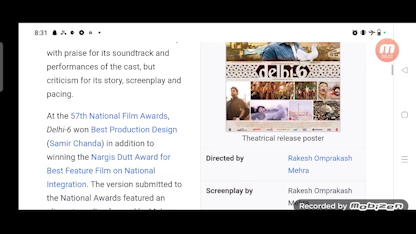 8:31
with praise for its soundtrack and
performances of the cast, but
criticism for its story, screenplay and
pacing.
At the 57th National Film Awards,
Delhi-6 won Best Production Design
(Samir Chanda) in addition to
winning the Nargis Dutt Award for
Best Feature Film on National
Integration. The version submitted to
the National Awards featured an
delhi-6
Theatrical release poster
Directed by Rakesh Omprakash
Mehra
Screenplay by Rakesh Omprakash
Recorded by Mobizen